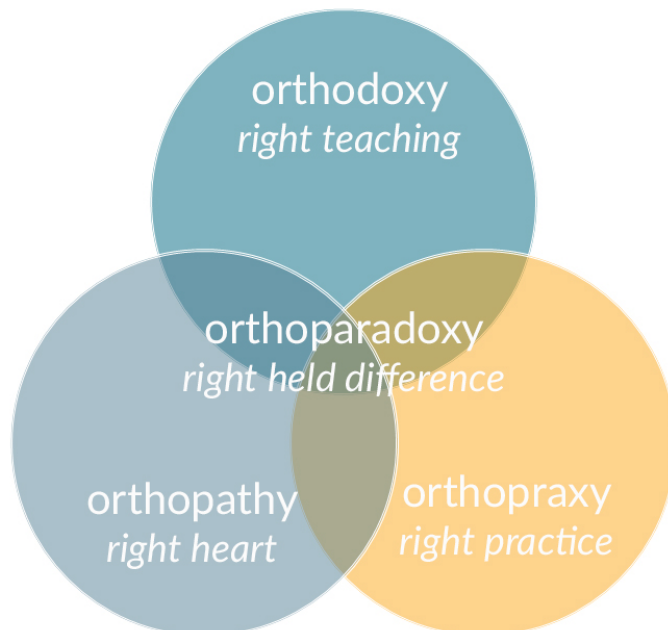 orthodoxy
right teaching
orthoparadoxy
right held difference
orthopathy
right heart
orthopraxy
right practice